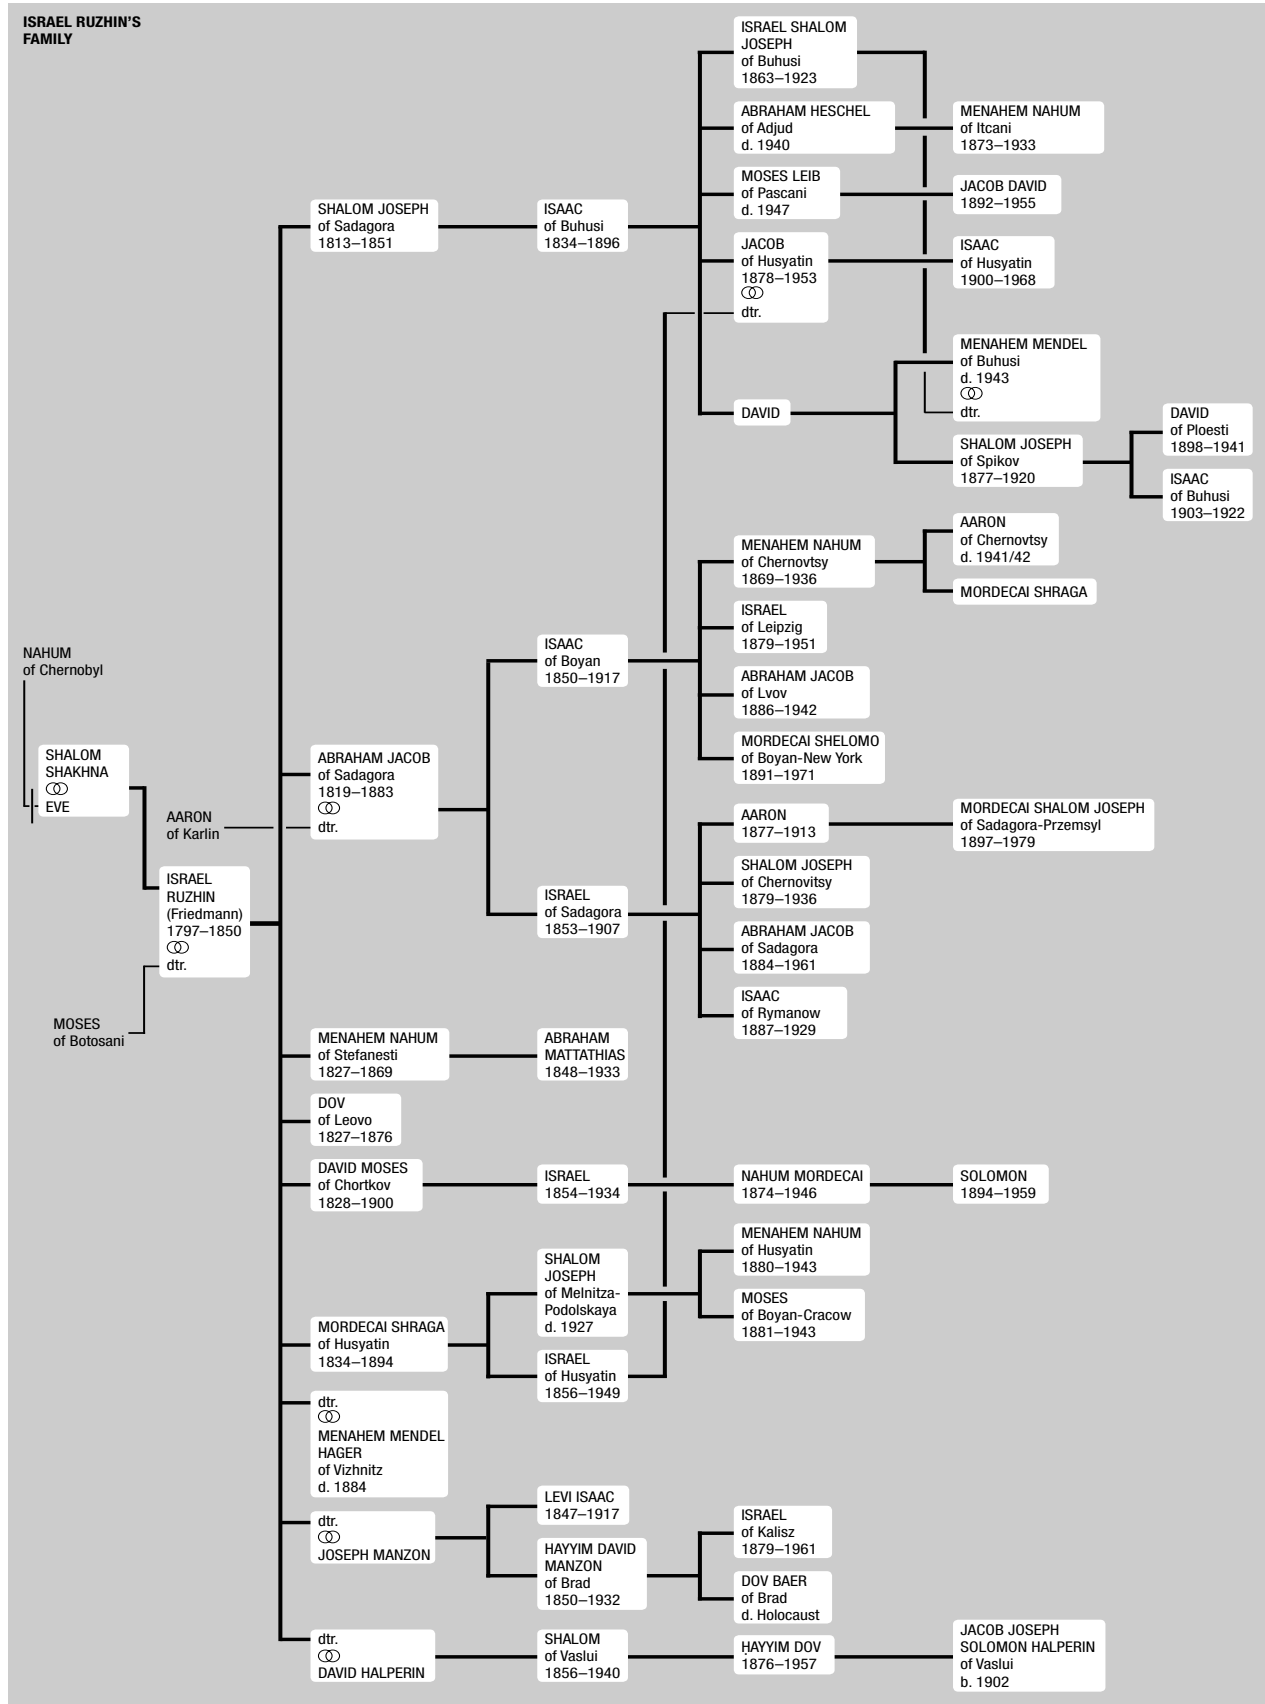 ISRAEL RUZHIN'S
FAMILY
NAHUM
of Chernobyl
SHALOM
SHAKHNA
EVE
AARON
of Karlin
ISRAEL
RUZHIN
(Friedmann)
1797–1850
dtr.
MOSES
of Botosani
SHALOM JOSEPH
of Sadagora
1813–1851
ABRAHAM JACOB
of Sadagora
1819–1883
dtr.
MENAHEM NAHUM
of Stefanesti
1827–1869
DOV
of Leovo
1827–1876
DAVID MOSES
of Chortkov
1828–1900
MORDECAI SHRAGA
of Husyatin
1834–1894
dtr.
MENAHEM MENDEL
HAGER
of Vizhnitz
d. 1884
dtr.
JOSEPH MANZON
dtr.
DAVID HALPERIN
ISAAC
of Buhusi
1834–1896
ISAAC
of Boyan
1850–1917
ISRAEL
of Sadagora
1853–1907
ABRAHAM
MATTATHIAS
1848–1933
ISRAEL
1854–1934
SHALOM
JOSEPH
of Melnitza-
Podolskaya
d. 1927
ISRAEL
of Husyatin
1856–1949
LEVI ISAAC
1847–1917
HAYYIM DAVID
MANZON
of Brad
1850–1932
SHALOM
of Vaslui
1856–1940
ISRAEL SHALOM
JOSEPH
of Buhusi
1863–1923
ABRAHAM HESCHEL
of Adjud
d. 1940
MOSES LEIB
of Pascani
d. 1947
JACOB
of Husyatin
1878–1953
dtr.
DAVID
MENAHEM NAHUM
of Chernovtsy
1869–1936
ISRAEL
of Leipzig
1879–1951
ABRAHAM JACOB
of Lvov
1886–1942
MORDECAI SHELOMO
of Boyan-New York
1891–1971
AARON
1877–1913
SHALOM JOSEPH
of Chernovitsy
1879–1936
ABRAHAM JACOB
of Sadagora
1884–1961
ISAAC
of Rymanow
1887–1929
NAHUM MORDECAI
1874–1946
MENAHEM NAHUM
of Husyatin
1880–1943
MOSES
of Boyan-Cracow
1881–1943
ISRAEL
of Kalisz
1879–1961
DOV BAER
of Brad
d. Holocaust
ḤAYYIM DOV
1876–1957
MENAHEM NAHUM
of Itcani
1873–1933
JACOB DAVID
1892–1955
ISAAC
of Husyatin
1900–1968
MENAHEM MENDEL
of Buhusi
d. 1943
dtr.
SHALOM JOSEPH
of Spikov
1877–1920
AARON
of Chernovtsy
d. 1941/42
MORDECAI SHRAGA
MORDECAI SHALOM JOSEPH
of Sadagora-Przemsyl
1897–1979
SOLOMON
1894–1959
JACOB JOSEPH
SOLOMON HALPERIN
of Vaslui
b. 1902
DAVID
of Ploesti
1898–1941
ISAAC
of Buhusi
1903–1922